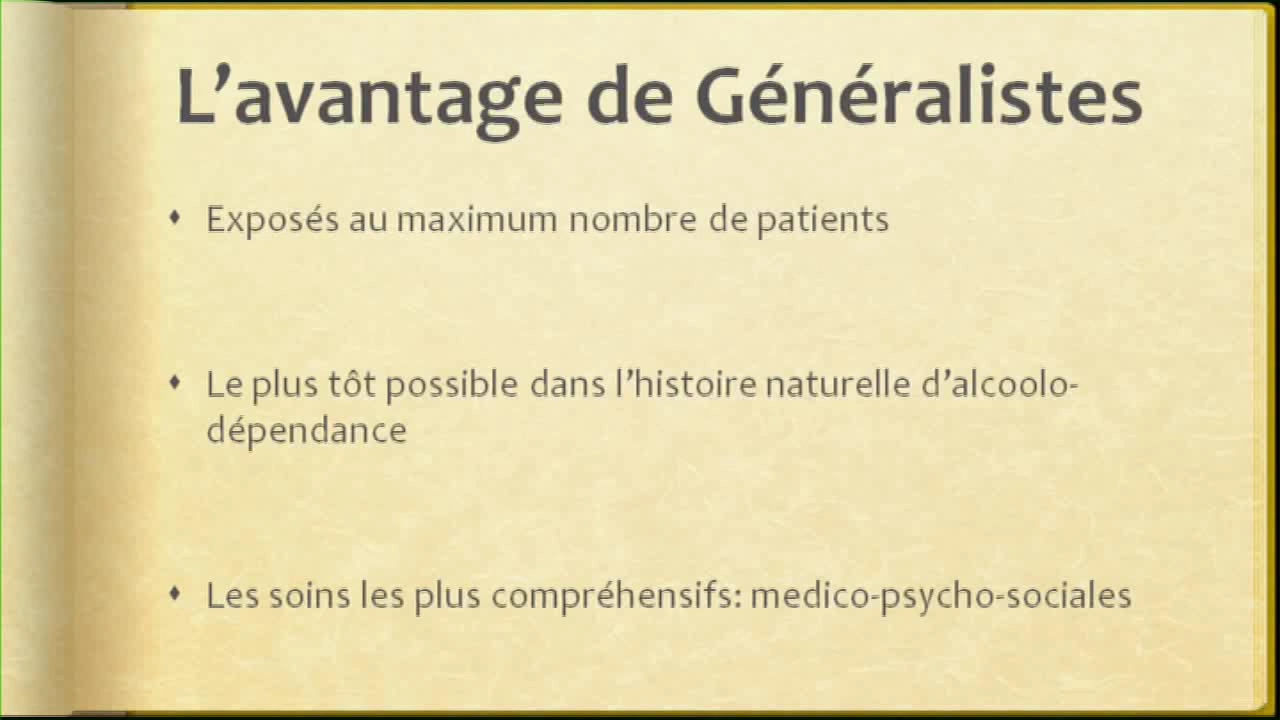 L’avantage de Généralistes
Exposés au maximum nombre de patients
Le plus tôt possible dans l’histoire naturelle d’alcoolo-
dépendance
Les soins les plus compréhensifs: medico-psycho-sociales